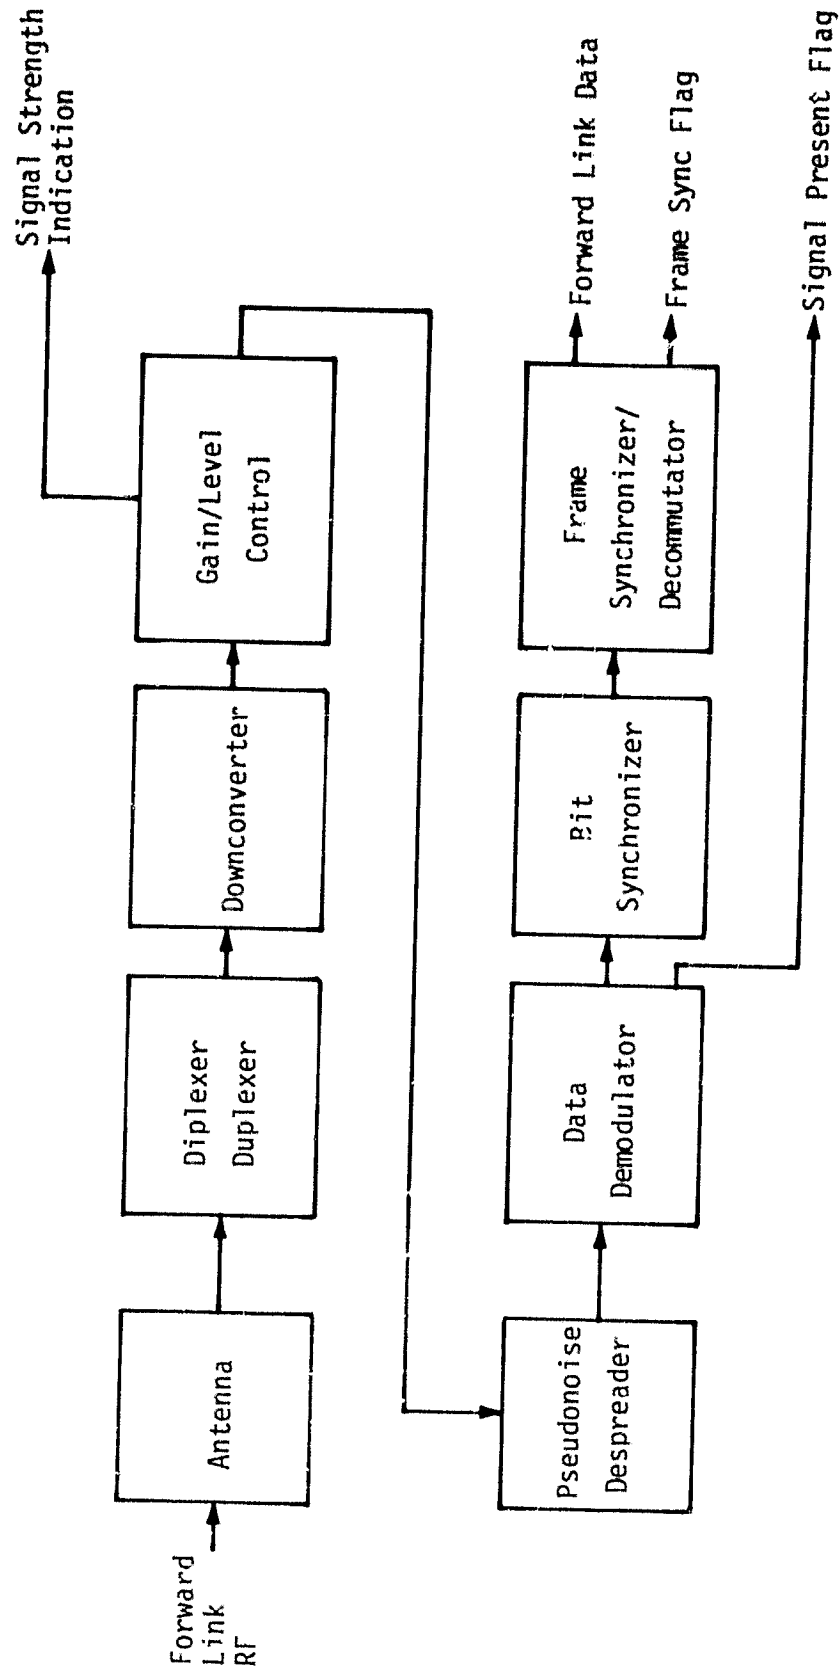 Forward
Link
RF
Antenna
Diplexer
Duplexer
Downconverter
Gain/Level
Control
Signal Strength
Indication
Pseudonoise
Despreader
Data
Demodulator
Bit
Synchronizer
Frame
Synchronizer/
Decommutator
Forward Link Data
Frame Sync Flag
Signal Present Flag